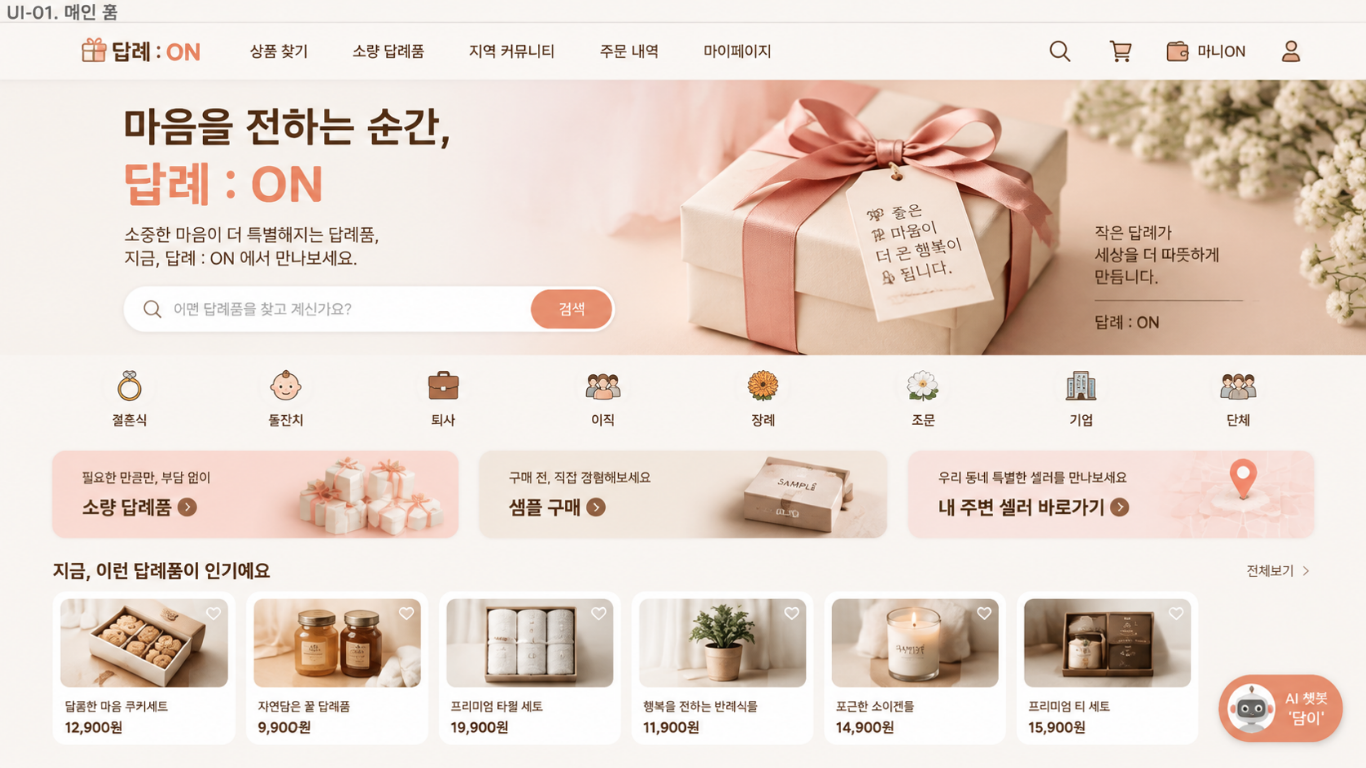 UI-01. 메인 홈
답례 : ON
상품 찾기
소량 답례품
지역 커뮤니티
주문 내역
마이페이지
마니ON
마음을 전하는 순간,
답례 : ON
소중한 마음이 더 특별해지는 답례품,
지금, 답례 : ON 에서 만나보세요.
어떤 답례품을 찾고 계신가요?
검색
좋은
마음이
더 큰 행복이
됩니다.
작은 답례가
세상을 더 따뜻하게
만듭니다.
답례 : ON
결혼식
돌잔치
퇴사
이직
장례
조문
기업
단체
필요한 만큼만, 부담 없이
소량 답례품
구매 전, 직접 경험해보세요
샘플 구매
SAMPLE
우리 동네 특별한 셀러를 만나보세요
내 주변 셀러 바로가기
지금, 이런 답례품이 인기예요
전체보기
달콤한 마음 쿠키세트
12,900원
자연담은 꿀 답례품
9,900원
프리미엄 타월 세트
19,900원
행복을 전하는 반려식물
11,900원
포근한 소이캔들
14,900원
프리미엄 티 세트
15,900원
AI 챗봇
'담이'